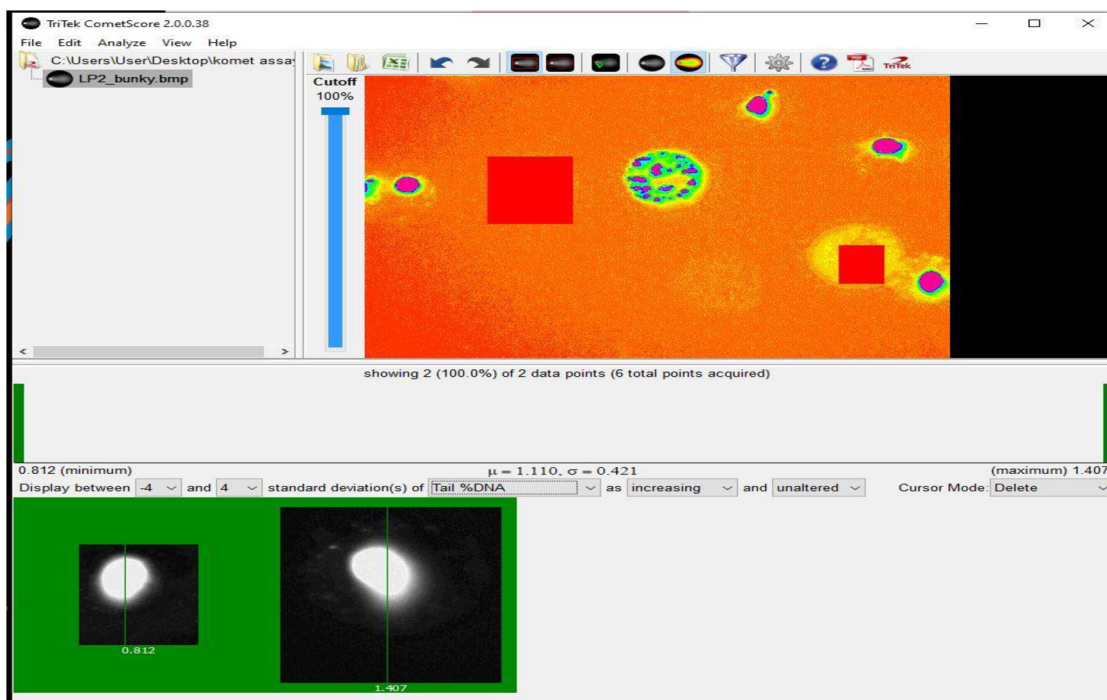 TriTek CometScore 2.0.0.38
File Edit Analyze View Help
C:\Users\User\Desktop\komet assa
LP2_bunky.bmp
PDF
TriTek
Cutoff
100%
showing 2 (100.0%) of 2 data points (6 total points acquired)
0.812 (minimum) μ = 1.110, σ = 0.421 (maximum) 1.407
Display between -4 and 4 standard deviation(s) of Tail %DNA as increasing and unaltered Cursor Mode: Delete
0.812
1.407